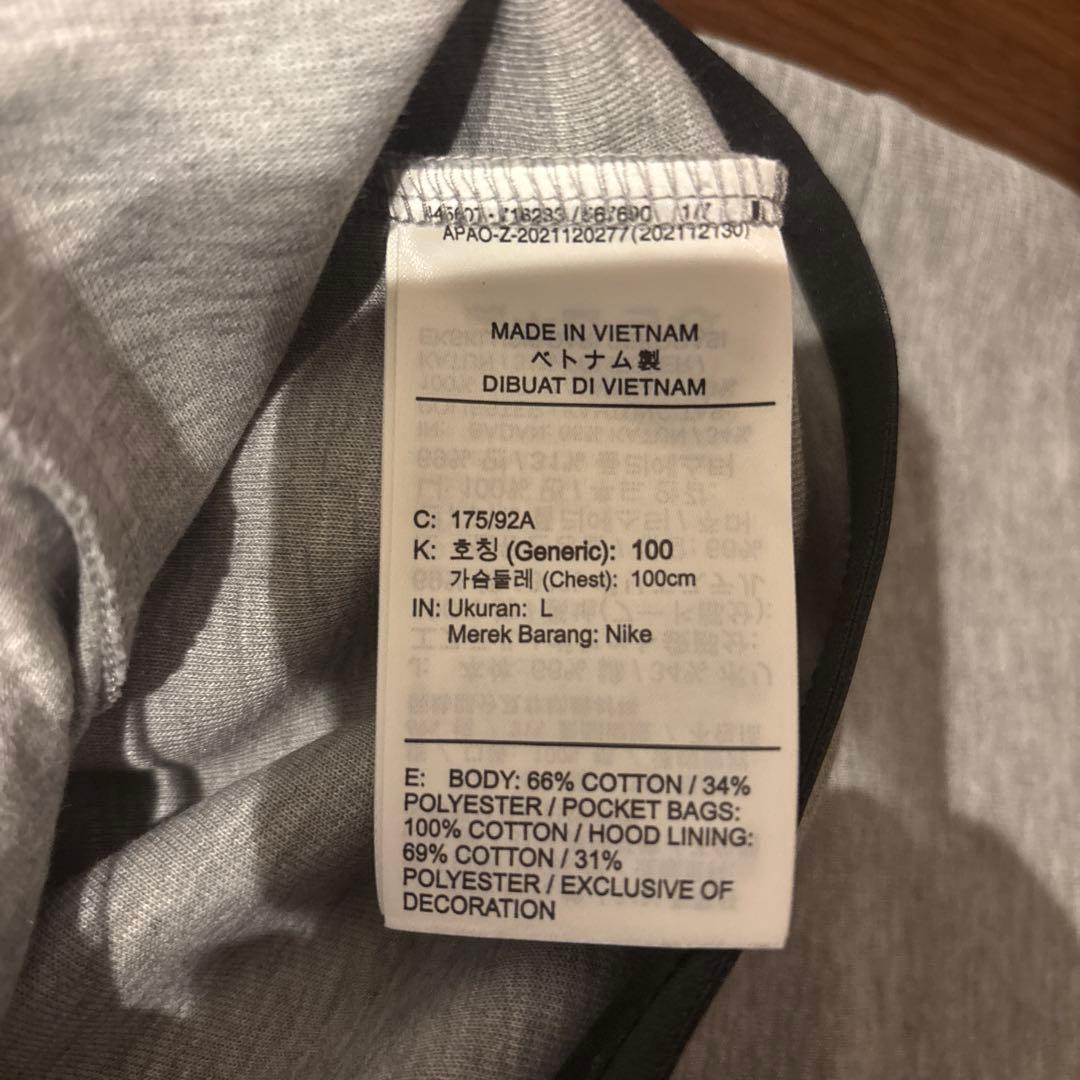 APAO-Z-2021120277(20211213U)
MADE IN VIETNAM
ベトナム製
DIBUAT DI VIETNAM
C: 175/92A
K: 호칭 (Generic): 100
가슴둘레 (Chest): 100cm
IN: Ukuran: L
Merek Barang: Nike
E: BODY: 66% COTTON / 34%
POLYESTER / POCKET BAGS:
100% COTTON / HOOD LINING:
69% COTTON / 31%
POLYESTER / EXCLUSIVE OF
DECORATION